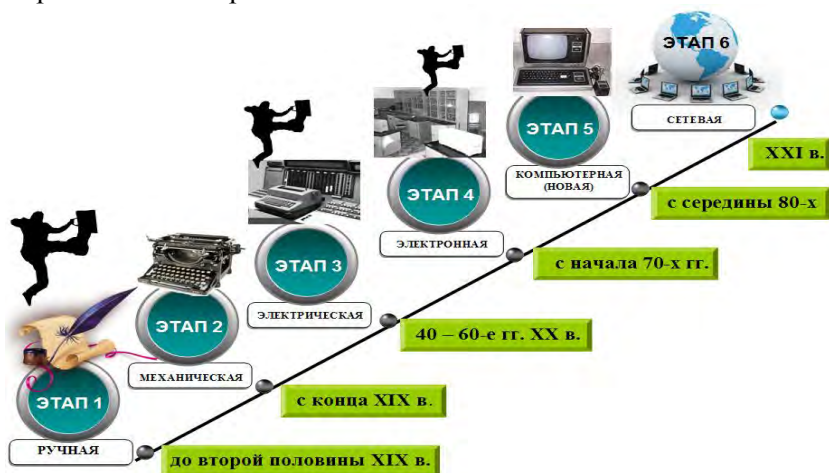 ЭТАП 6
СЕТЕВАЯ
XXI в.
ЭТАП 5
КОМПЬЮТЕРНАЯ
(НОВАЯ)
с середины 80-х
ЭТАП 4
ЭЛЕКТРОННАЯ
с начала 70-х гг.
ЭТАП 3
ЭЛЕКТРИЧЕСКАЯ
40 – 60-е гг. XX в.
ЭТАП 2
МЕХАНИЧЕСКАЯ
с конца XIX в.
ЭТАП 1
РУЧНАЯ
до второй половины XIX в.